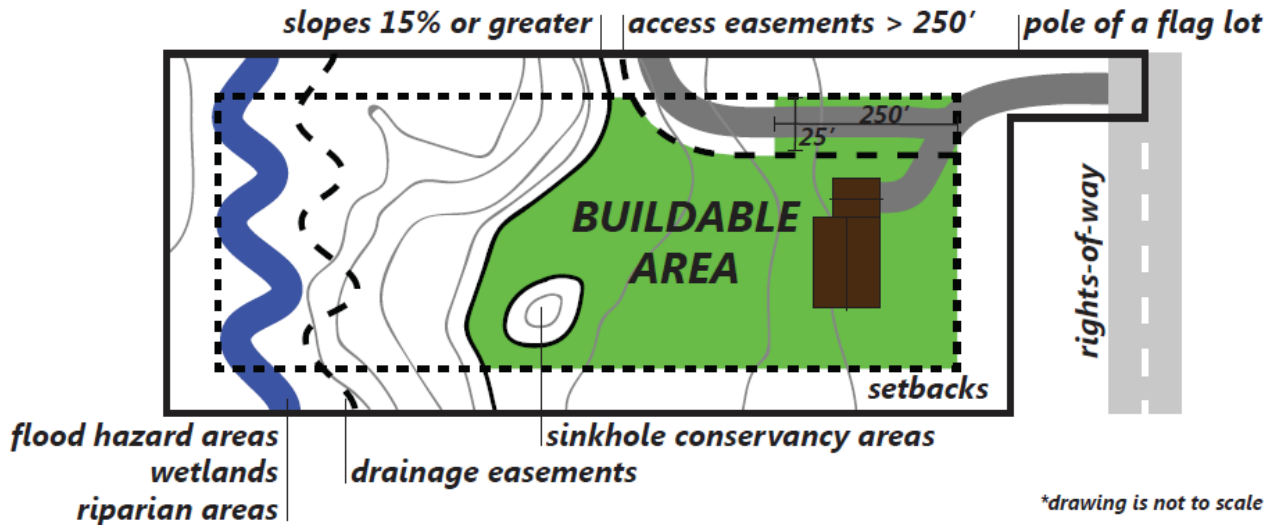 slopes 15% or greater
access easements > 250′
pole of a flag lot
250′
25′
BUILDABLE
AREA
rights-of-way
setbacks
flood hazard areas
wetlands
riparian areas
drainage easements
sinkhole conservancy areas
*drawing is not to scale